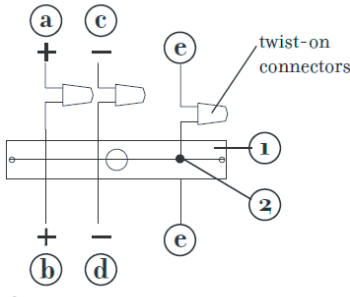 a c
+ − e
twist-on
connectors
1
2
+ − e
b d